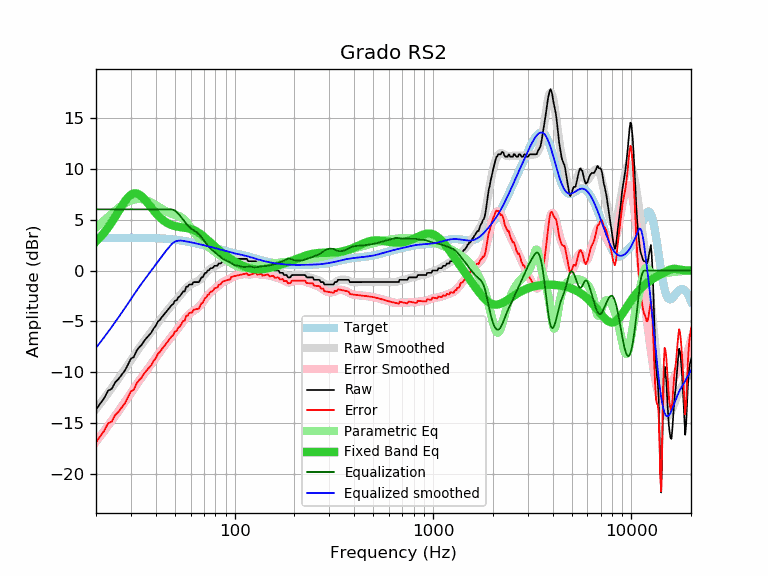 Grado RS2
Amplitude (dBr)
15
10
5
0
−5
−10
−15
−20
Target
Raw Smoothed
Error Smoothed
Raw
Error
Parametric Eq
Fixed Band Eq
Equalization
Equalized smoothed
100
1000
10000
Frequency (Hz)